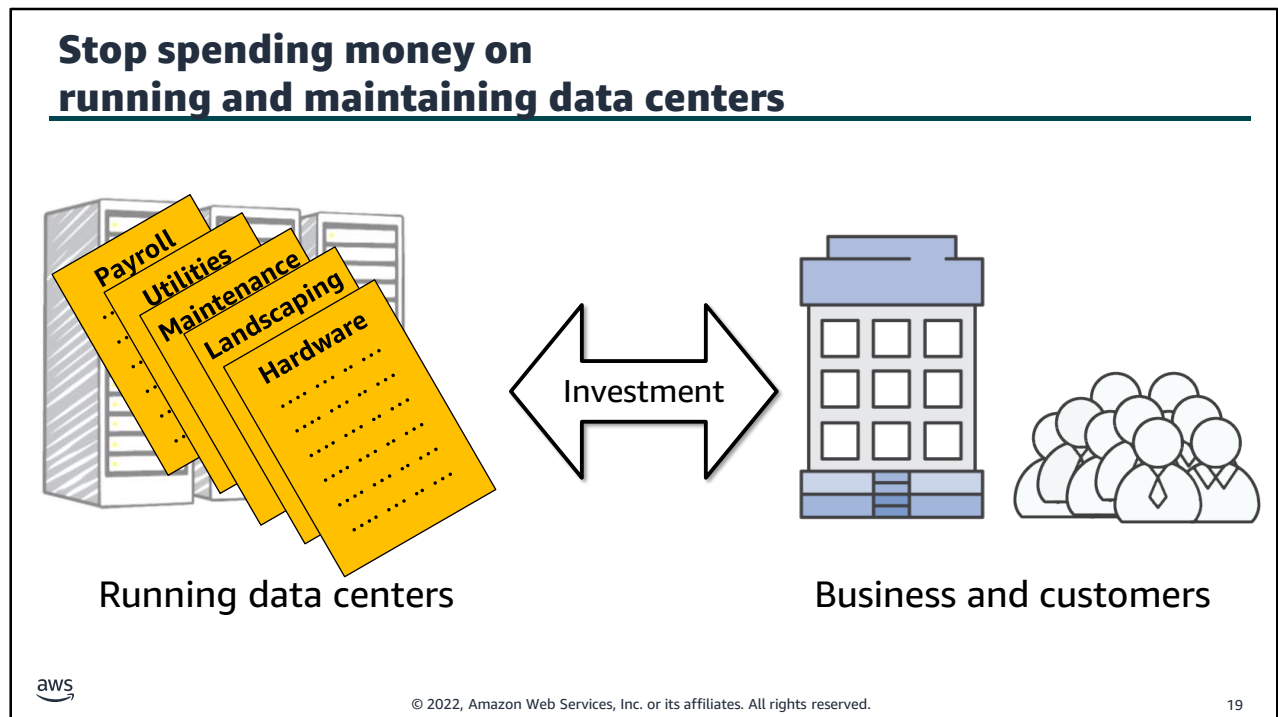 Stop spending money on
running and maintaining data centers
Payroll
Utilities
Maintenance
Landscaping
Hardware
Investment
Running data centers
Business and customers
aws
© 2022, Amazon Web Services, Inc. or its affiliates. All rights reserved.
19